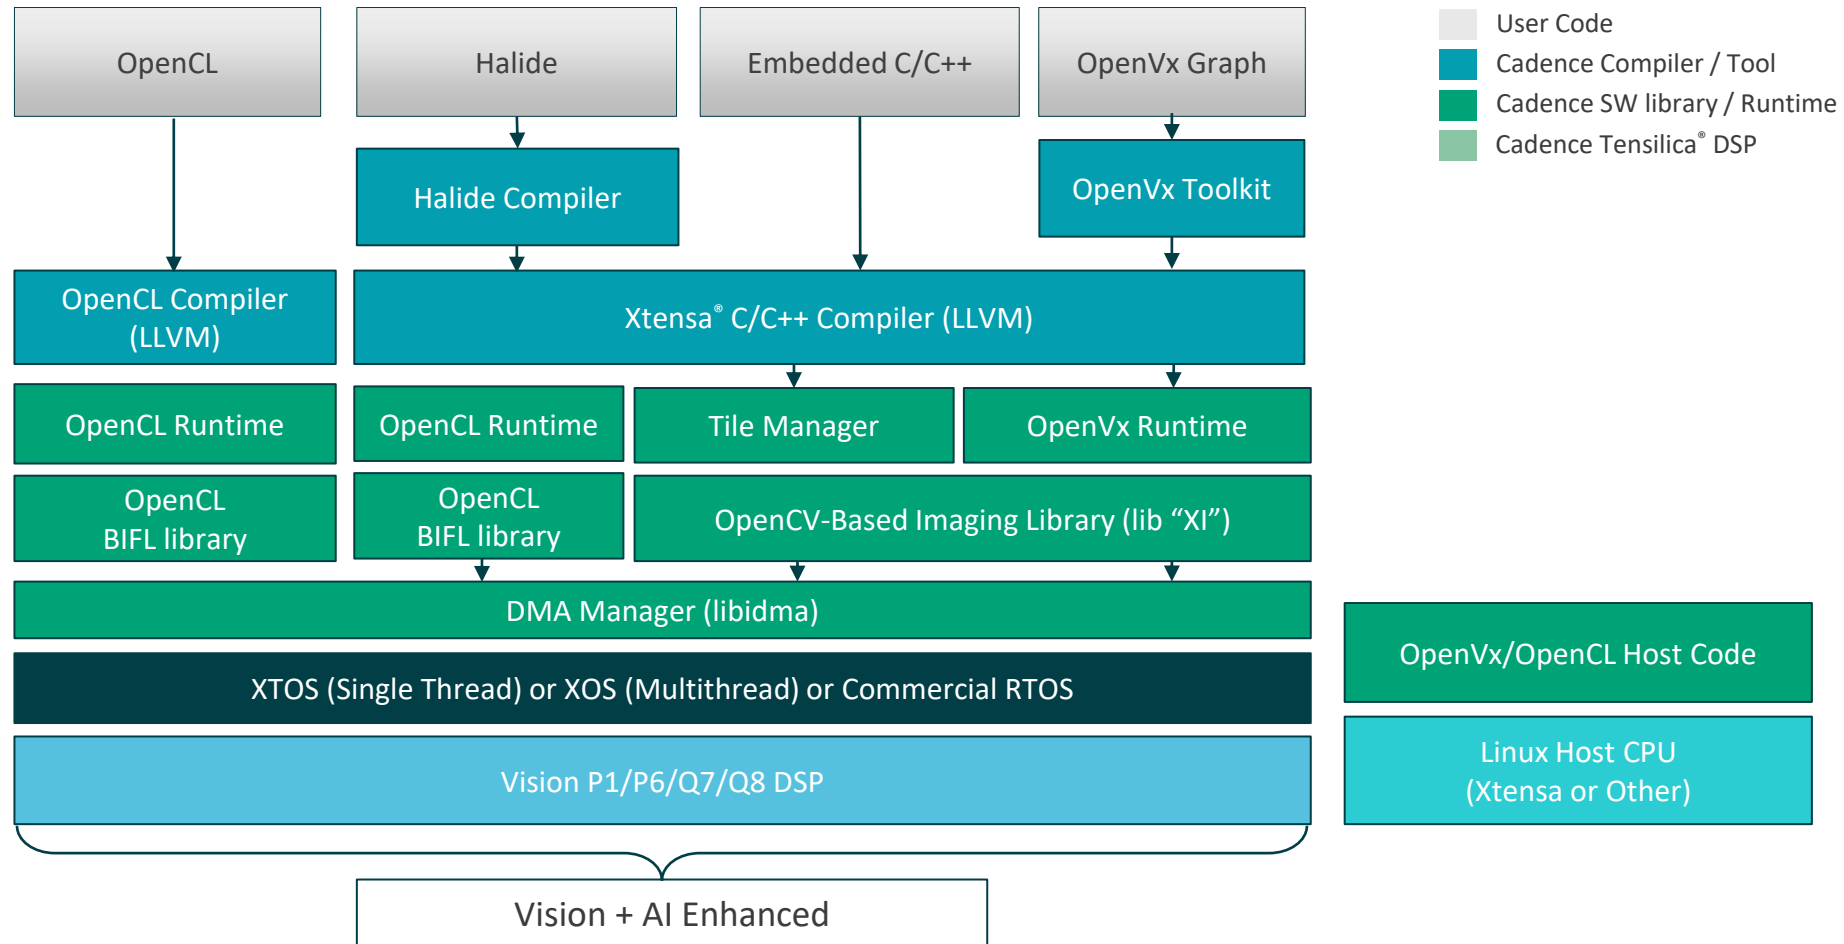 OpenCL
Halide
Embedded C/C++
OpenVx Graph
User Code
Cadence Compiler / Tool
Cadence SW library / Runtime
Cadence Tensilica® DSP
Halide Compiler
OpenVx Toolkit
OpenCL Compiler
(LLVM)
Xtensa® C/C++ Compiler (LLVM)
OpenCL Runtime
OpenCL Runtime
Tile Manager
OpenVx Runtime
OpenCL
BIFL library
OpenCL
BIFL library
OpenCV-Based Imaging Library (lib “XI”)
DMA Manager (libidma)
XTOS (Single Thread) or XOS (Multithread) or Commercial RTOS
Vision P1/P6/Q7/Q8 DSP
OpenVx/OpenCL Host Code
Linux Host CPU
(Xtensa or Other)
Vision + AI Enhanced